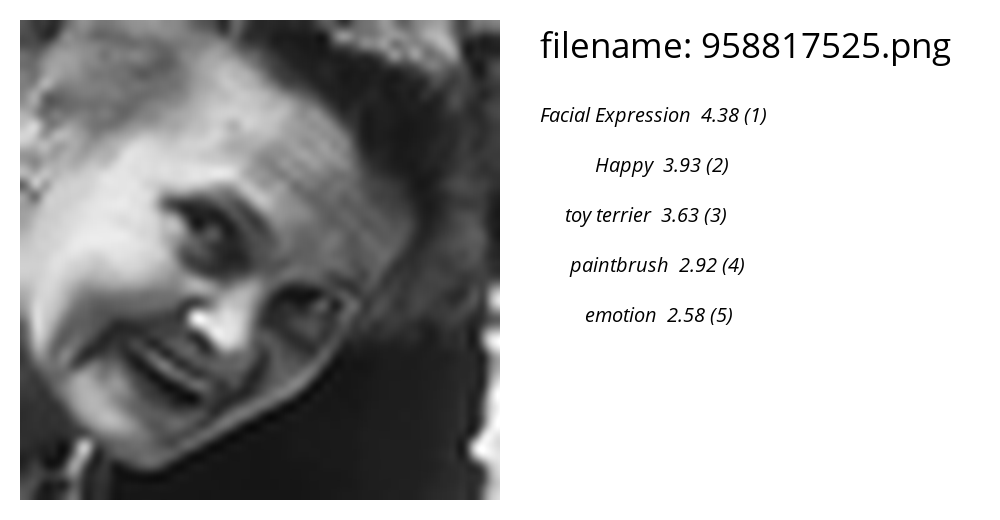 filename: 958817525.png
Facial Expression 4.38 (1)
Happy 3.93 (2)
toy terrier 3.63 (3)
paintbrush 2.92 (4)
emotion 2.58 (5)